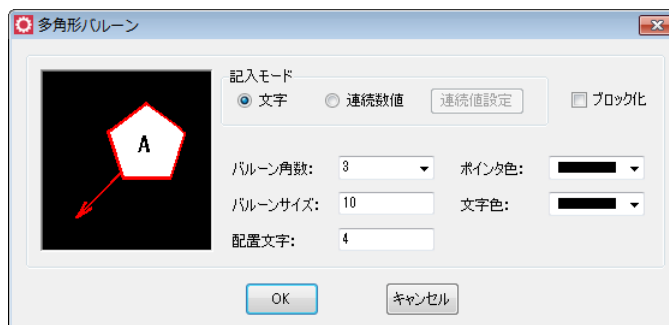 多角形バルーン
記入モード
文字 連続数値 連続値設定 ブロック化
A
バルーン角数: 3 ポインタ色:
バルーンサイズ: 10 文字色:
配置文字: 4
OK キャンセル